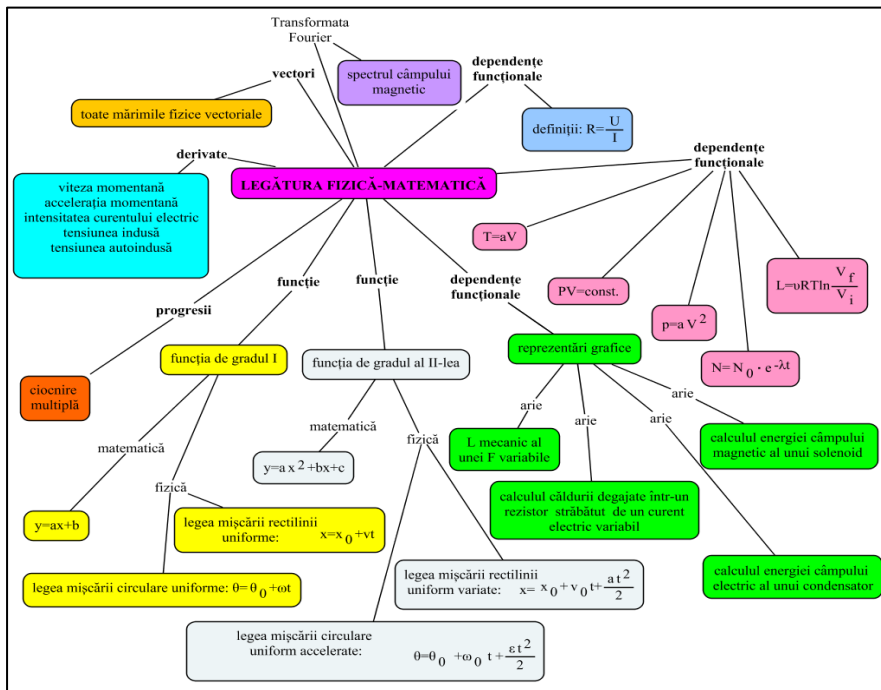 Transformata
Fourier
vectori
spectrul câmpului
magnetic
dependențe
funcționale
toate mărimile fizice vectoriale
definiții: R=U/I
derivate
dependențe
funcționale
LEGĂTURA FIZICĂ-MATEMATICĂ
viteza momentană
accelerația momentană
intensitatea curentului electric
tensiunea indusă
tensiunea autoindusă
T=aV
funcție
funcție
dependențe
funcționale
PV=const.
L=υRTln V_f/V_i
progresii
p=a V²
funcția de gradul I
funcția de gradul al II-lea
reprezentări grafice
N=N₀ · e^-λt
ciocnire
multiplă
arie
arie
arie
arie
matematică
matematică
fizică
L mecanic al
unei F variabile
calculul energiei câmpului
magnetic al unui solenoid
y=ax²+bx+c
fizică
calculul căldurii degajate într-un
rezistor străbătut de un curent
electric variabil
y=ax+b
legea mișcării rectilinii
uniforme: x=x₀+vt
legea mișcării circulare uniforme: θ=θ₀+ωt
legea mișcării rectilinii
uniform variate: x= x₀+v₀t+at²/2
calculul energiei câmpului
electric al unui condensator
legea mișcării circulare
uniform accelerate: θ=θ₀ +ω₀ t+εt²/2